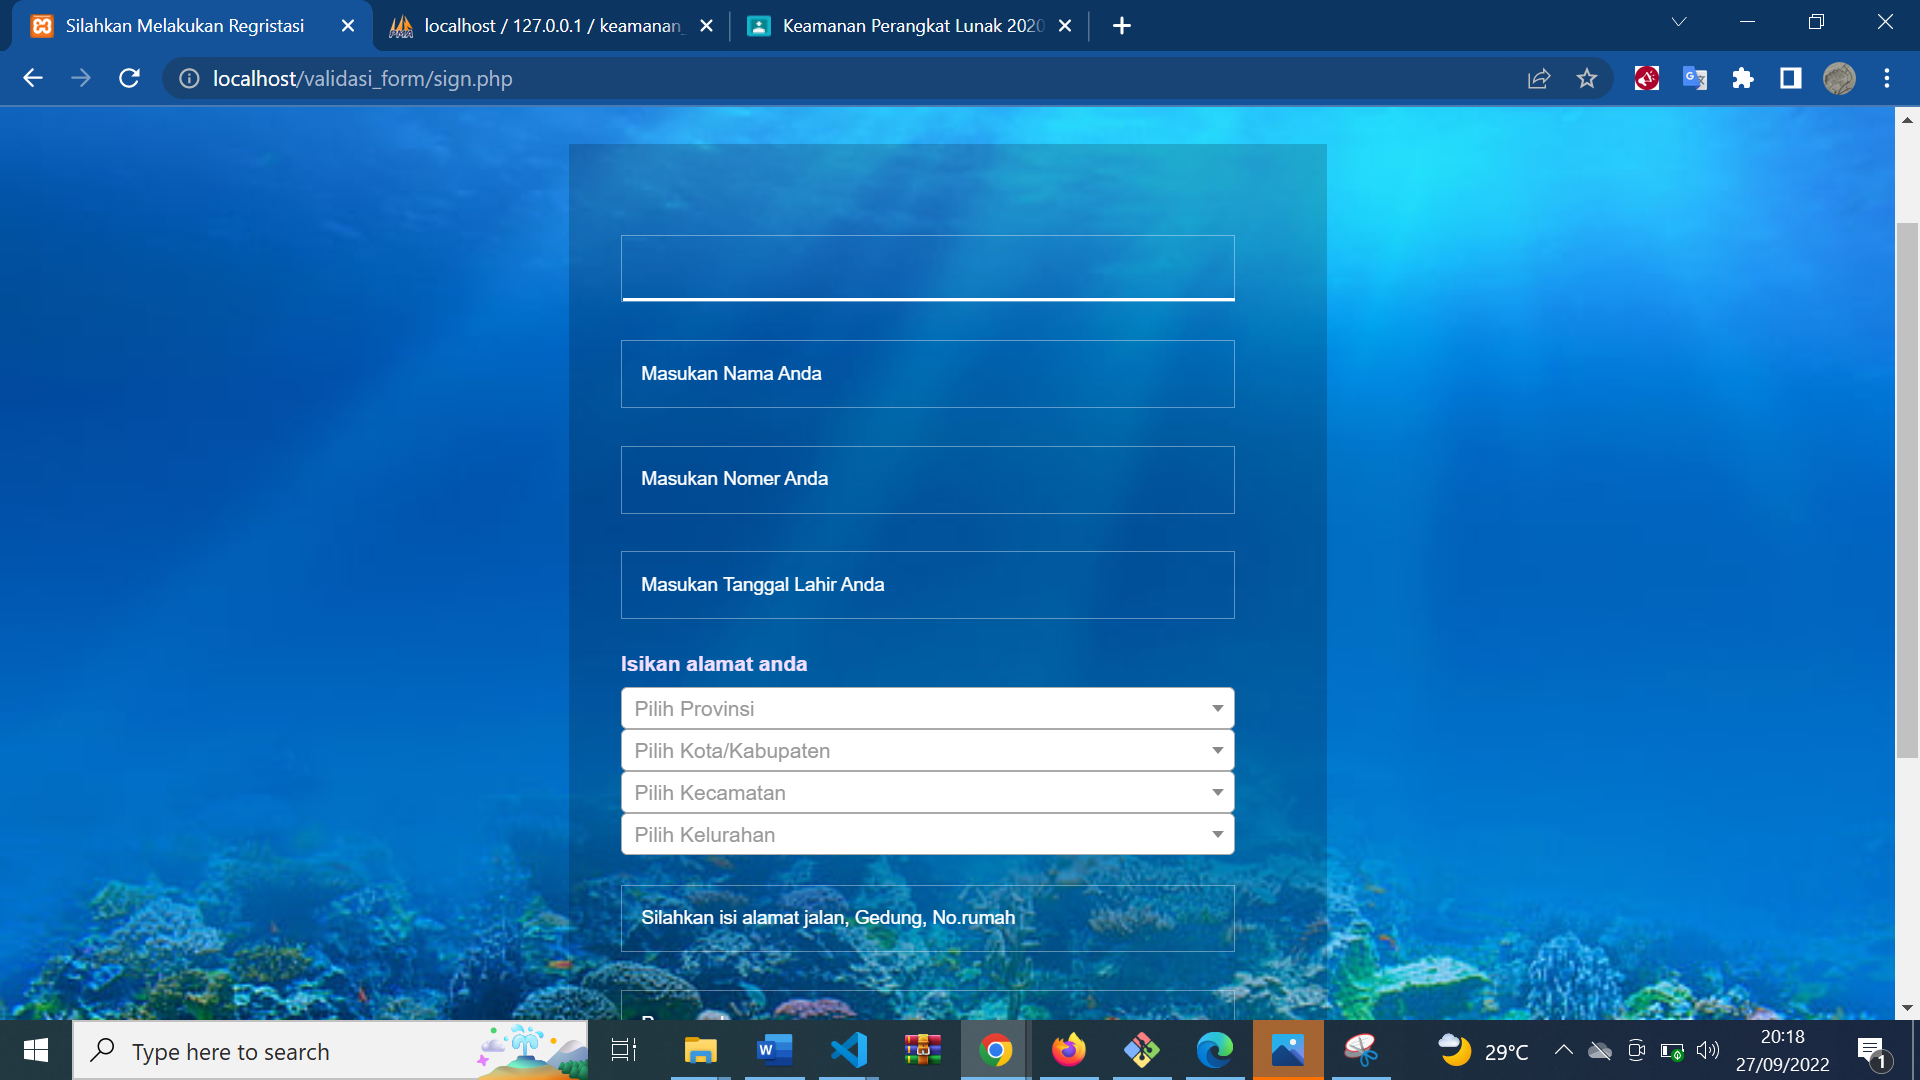 Silahkan Melakukan Regristasi
localhost / 127.0.0.1 / keamanan_
Keamanan Perangkat Lunak 2020
localhost/validasi_form/sign.php
Masukan Nama Anda
Masukan Nomer Anda
Masukan Tanggal Lahir Anda
Isikan alamat anda
Pilih Provinsi
Pilih Kota/Kabupaten
Pilih Kecamatan
Pilih Kelurahan
Silahkan isi alamat jalan, Gedung, No.rumah
Type here to search
29°C
20:18
27/09/2022
1